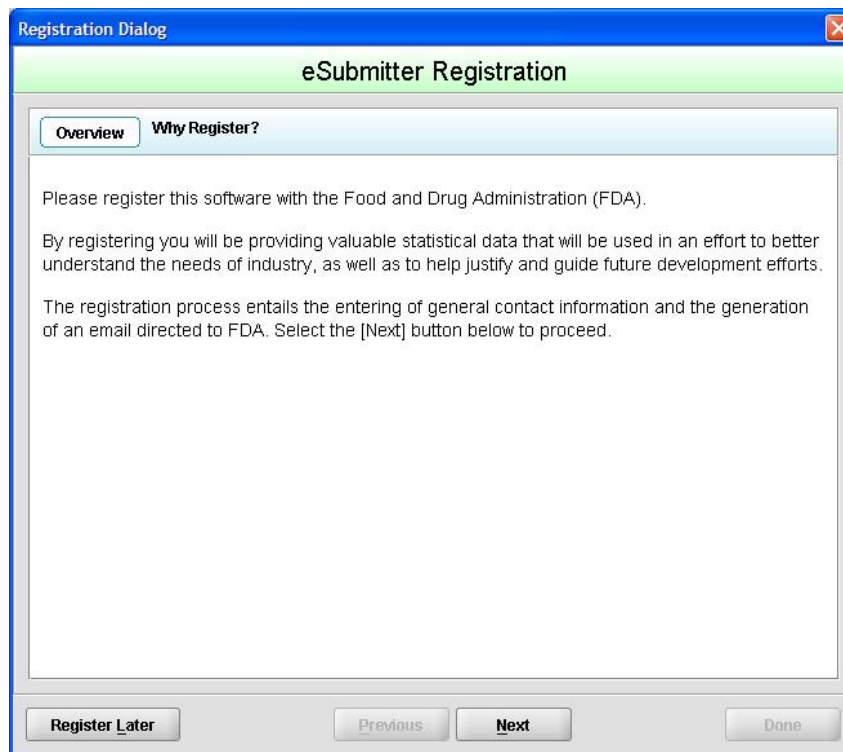 Registration Dialog
eSubmitter Registration
Overview Why Register?
Please register this software with the Food and Drug Administration (FDA).
By registering you will be providing valuable statistical data that will be used in an effort to better
understand the needs of industry, as well as to help justify and guide future development efforts.
The registration process entails the entering of general contact information and the generation
of an email directed to FDA. Select the [Next] button below to proceed.
Register Later Previous Next Done